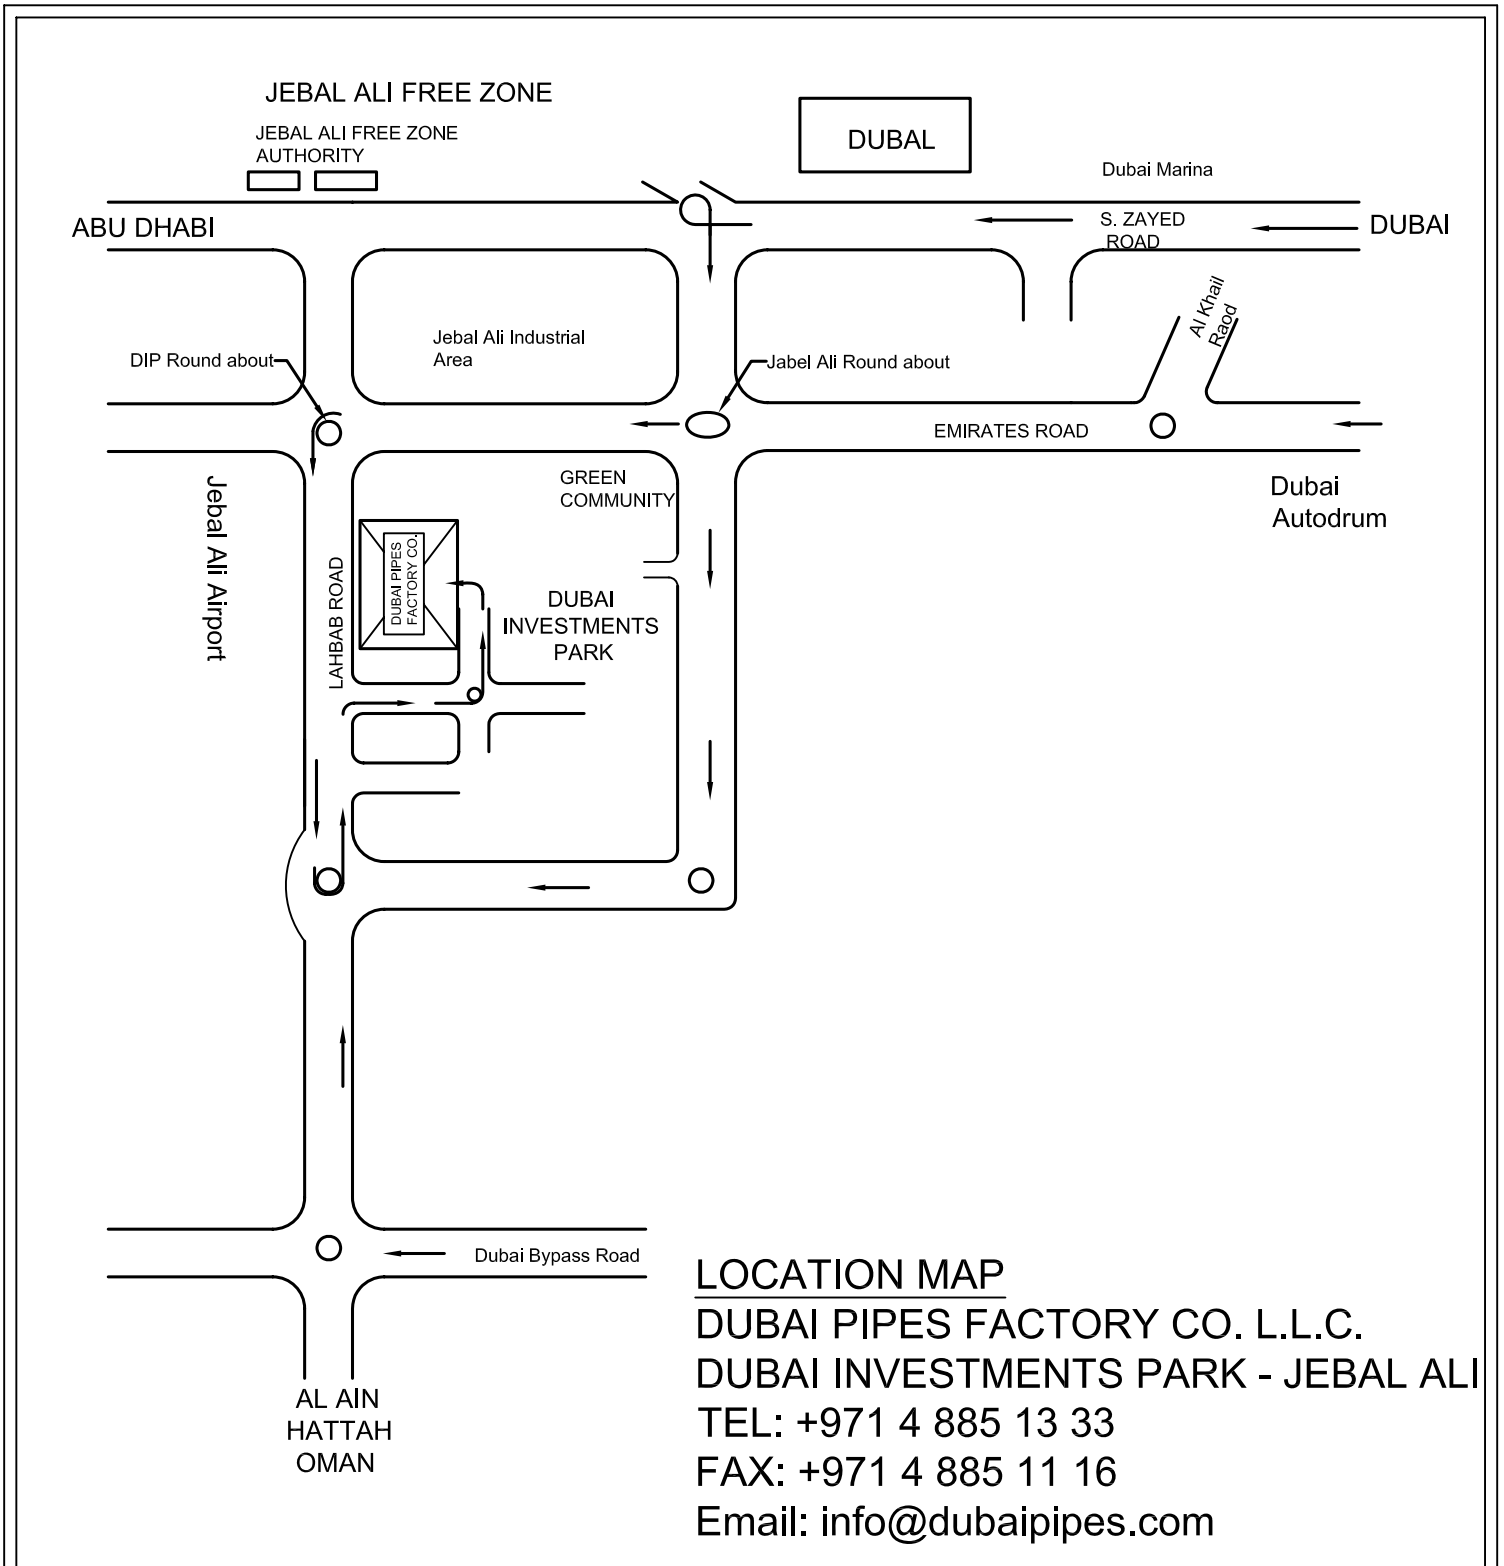 JEBAL ALI FREE ZONE
JEBAL ALI FREE ZONE
AUTHORITY
DUBAL
Dubai Marina
ABU DHABI
S. ZAYED
ROAD
DUBAI
Al Khail
Raod
Jebal Ali Industrial
Area
DIP Round about
Jabel Ali Round about
EMIRATES ROAD
GREEN
COMMUNITY
Dubai
Autodrum
Jebal Ali Airport
LAHBAB ROAD
DUBAI PIPES
FACTORY CO.
DUBAI
INVESTMENTS
PARK
Dubai Bypass Road
AL AIN
HATTAH
OMAN
LOCATION MAP
DUBAI PIPES FACTORY CO. L.L.C.
DUBAI INVESTMENTS PARK - JEBAL ALI
TEL: +971 4 885 13 33
FAX: +971 4 885 11 16
Email: info@dubaipipes.com